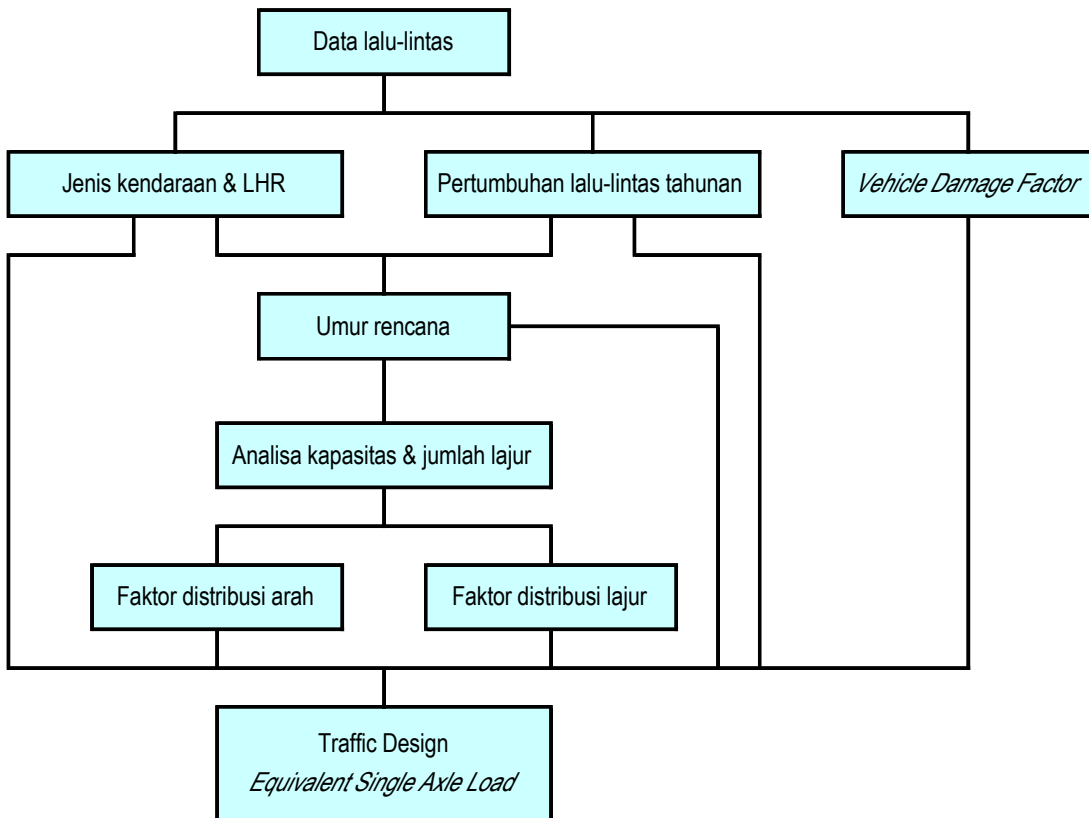 Data lalu-lintas
Jenis kendaraan & LHR
Pertumbuhan lalu-lintas tahunan
Vehicle Damage Factor
Umur rencana
Analisa kapasitas & jumlah lajur
Faktor distribusi arah
Faktor distribusi lajur
Traffic Design
Equivalent Single Axle Load